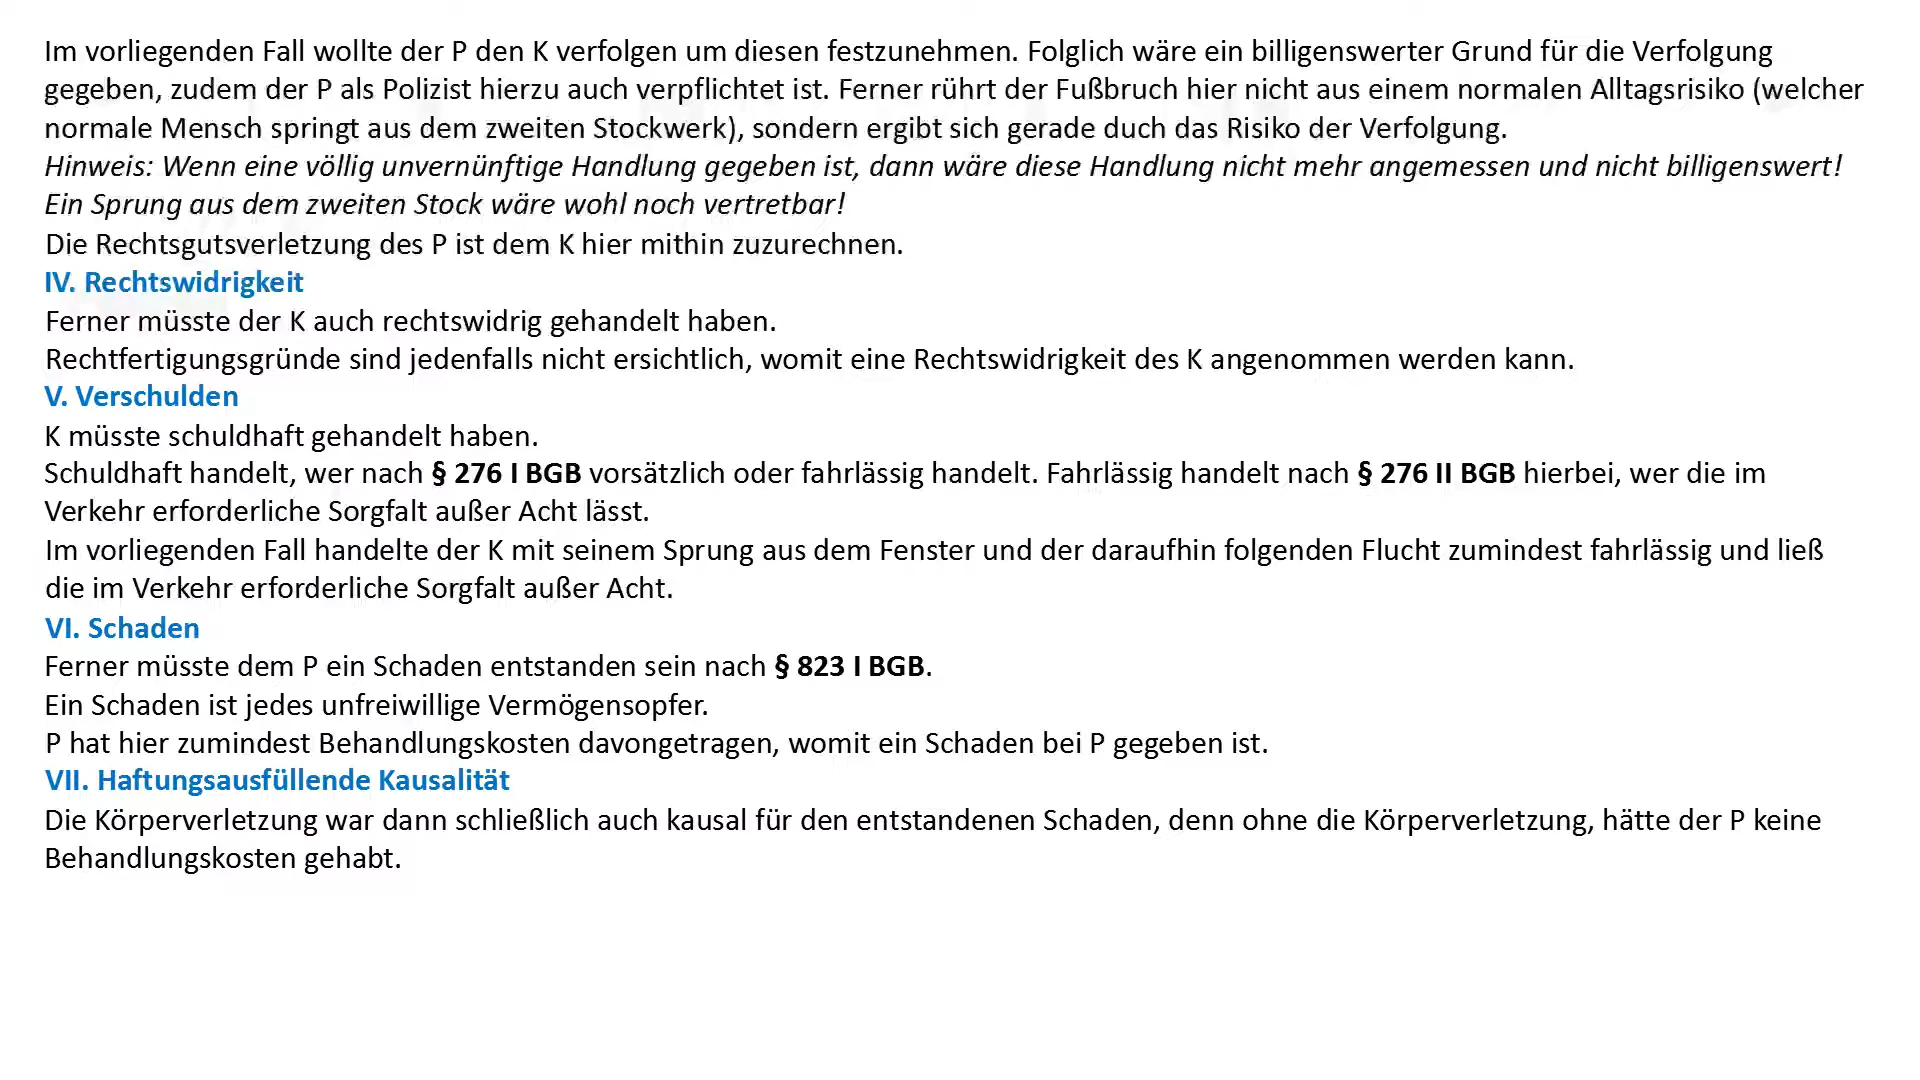 Im vorliegenden Fall wollte der P den K verfolgen um diesen festzunehmen. Folglich wäre ein billigenswerter Grund für die Verfolgung
gegeben, zudem der P als Polizist hierzu auch verpflichtet ist. Ferner rührt der Fußbruch hier nicht aus einem normalen Alltagsrisiko (welcher
normale Mensch springt aus dem zweiten Stockwerk), sondern ergibt sich gerade duch das Risiko der Verfolgung.
Hinweis: Wenn eine völlig unvernünftige Handlung gegeben ist, dann wäre diese Handlung nicht mehr angemessen und nicht billigenswert!
Ein Sprung aus dem zweiten Stock wäre wohl noch vertretbar!
Die Rechtsgutsverletzung des P ist dem K hier mithin zuzurechnen.
IV. Rechtswidrigkeit
Ferner müsste der K auch rechtswidrig gehandelt haben.
Rechtfertigungsgründe sind jedenfalls nicht ersichtlich, womit eine Rechtswidrigkeit des K angenommen werden kann.
V. Verschulden
K müsste schuldhaft gehandelt haben.
Schuldhaft handelt, wer nach § 276 I BGB vorsätzlich oder fahrlässig handelt. Fahrlässig handelt nach § 276 II BGB hierbei, wer die im
Verkehr erforderliche Sorgfalt außer Acht lässt.
Im vorliegenden Fall handelte der K mit seinem Sprung aus dem Fenster und der daraufhin folgenden Flucht zumindest fahrlässig und ließ
die im Verkehr erforderliche Sorgfalt außer Acht.
VI. Schaden
Ferner müsste dem P ein Schaden entstanden sein nach § 823 I BGB.
Ein Schaden ist jedes unfreiwillige Vermögensopfer.
P hat hier zumindest Behandlungskosten davongetragen, womit ein Schaden bei P gegeben ist.
VII. Haftungsausfüllende Kausalität
Die Körperverletzung war dann schließlich auch kausal für den entstandenen Schaden, denn ohne die Körperverletzung, hätte der P keine
Behandlungskosten gehabt.